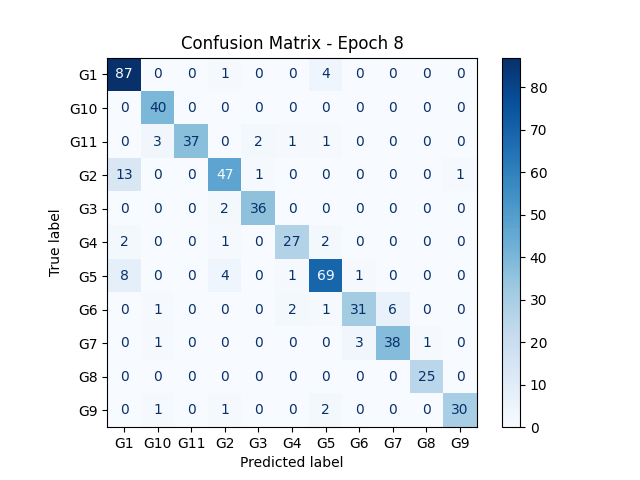 Confusion Matrix - Epoch 8
G1 87 0 0 1 0 0 4 0 0 0 0
G10 0 40 0 0 0 0 0 0 0 0 0
G11 0 3 37 0 2 1 1 0 0 0 0
G2 13 0 0 47 1 0 0 0 0 0 1
G3 0 0 0 2 36 0 0 0 0 0 0
G4 2 0 0 1 0 27 2 0 0 0 0
G5 8 0 0 4 0 1 69 1 0 0 0
G6 0 1 0 0 0 2 1 31 6 0 0
G7 0 1 0 0 0 0 0 3 38 1 0
G8 0 0 0 0 0 0 0 0 0 25 0
G9 0 1 0 1 0 0 2 0 0 0 30
G1 G10 G11 G2 G3 G4 G5 G6 G7 G8 G9
Predicted label
True label
80
70
60
50
40
30
20
10
0